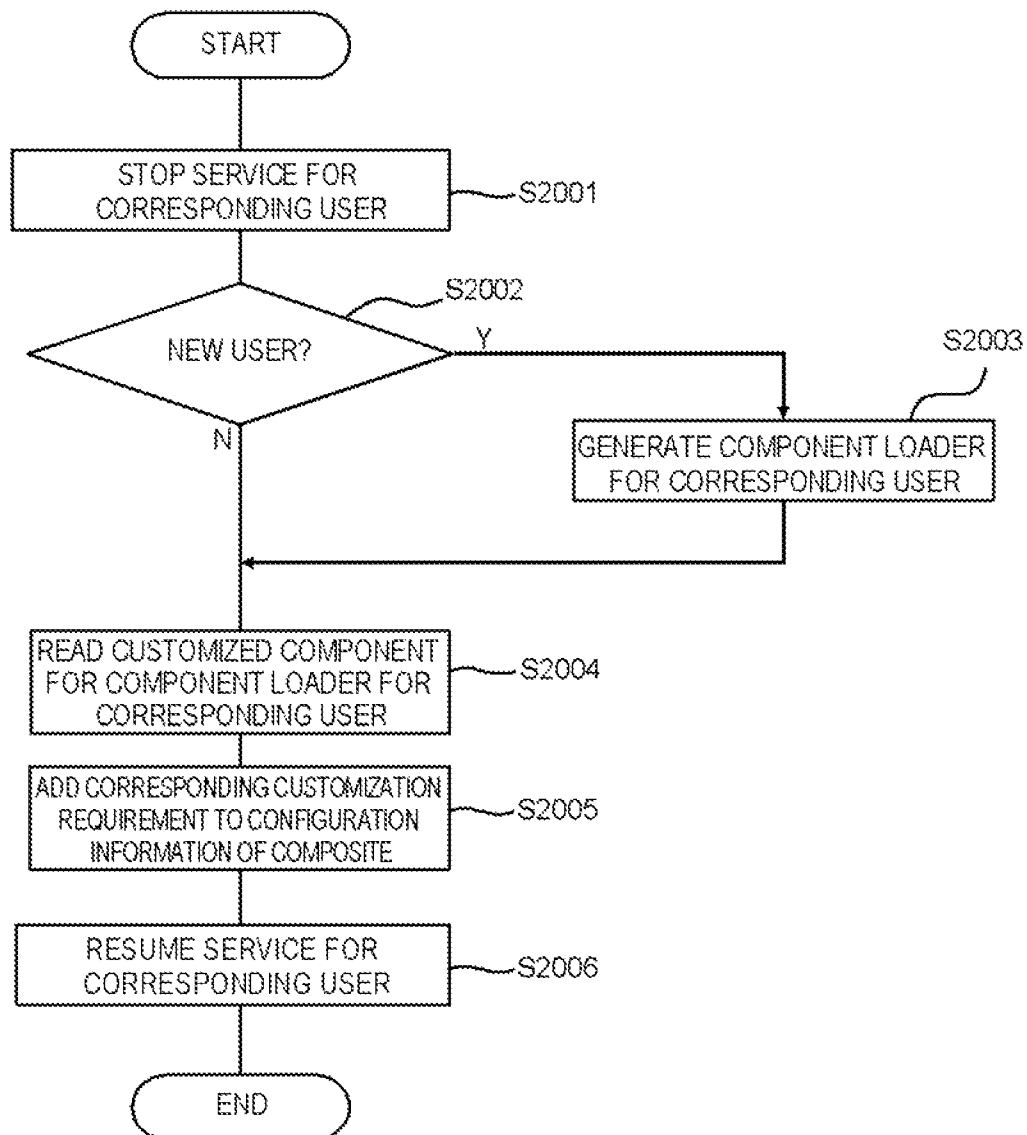 START
STOP SERVICE FOR
CORRESPONDING USER
S2001
S2002
NEW USER?
Y
S2003
N
GENERATE COMPONENT LOADER
FOR CORRESPONDING USER
READ CUSTOMIZED COMPONENT
FOR COMPONENT LOADER FOR
CORRESPONDING USER
S2004
ADD CORRESPONDING CUSTOMIZATION
REQUIREMENT TO CONFIGURATION
INFORMATION OF COMPOSITE
S2005
RESUME SERVICE FOR
CORRESPONDING USER
S2006
END